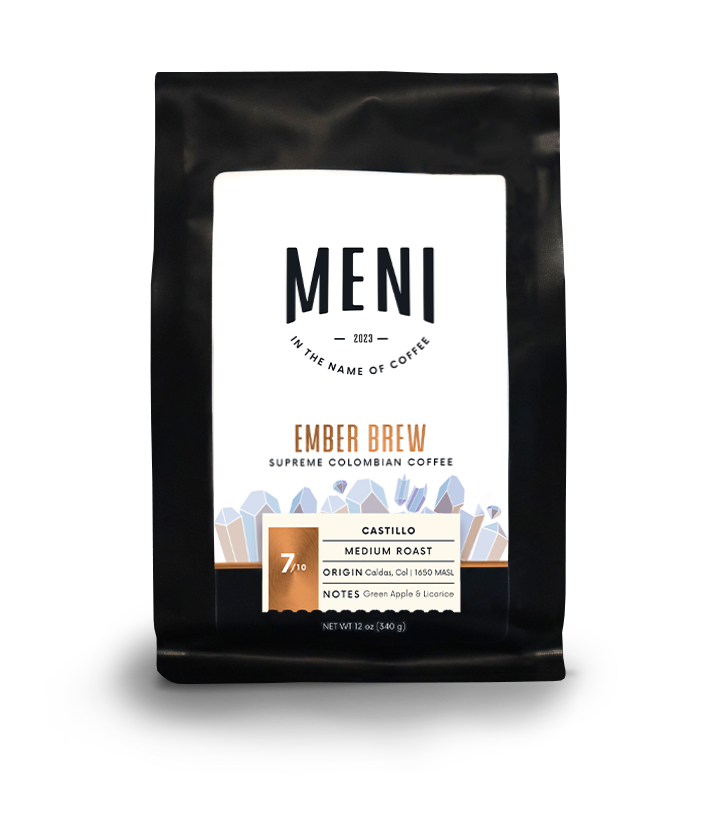 MENI
— 2023 —
IN THE NAME OF COFFEE
EMBER BREW
SUPREME COLOMBIAN COFFEE
7/10
CASTILLO
MEDIUM ROAST
ORIGIN Caldas, Col | 1650 MASL
NOTES Green Apple & Licorice
NET WT 12 oz (340 g)